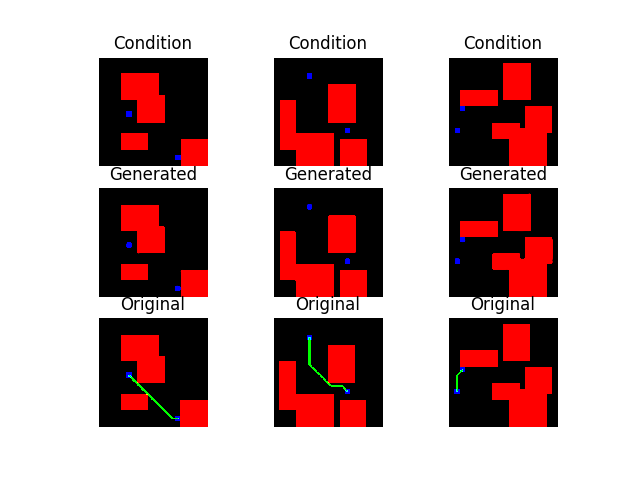 Condition Condition Condition
Generated Generated Generated
Original Original Original